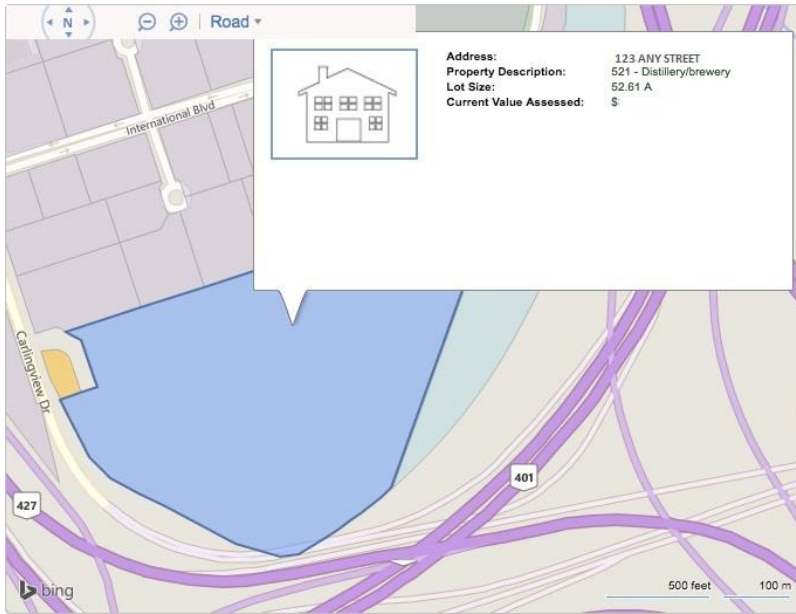 N
Road
Address: 123 ANY STREET
Property Description: 521 - Distillery/brewery
Lot Size: 52.61 A
Current Value Assessed: $
International Blvd
Carlingview Dr
401
427
bing
500 feet 100 m